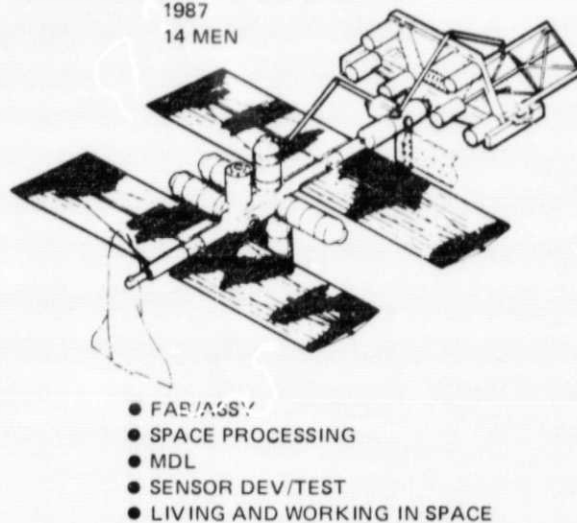 1987
14 MEN
● FAB/ASSY
● SPACE PROCESSING
● MDL
● SENSOR DEV/TEST
● LIVING AND WORKING IN SPACE